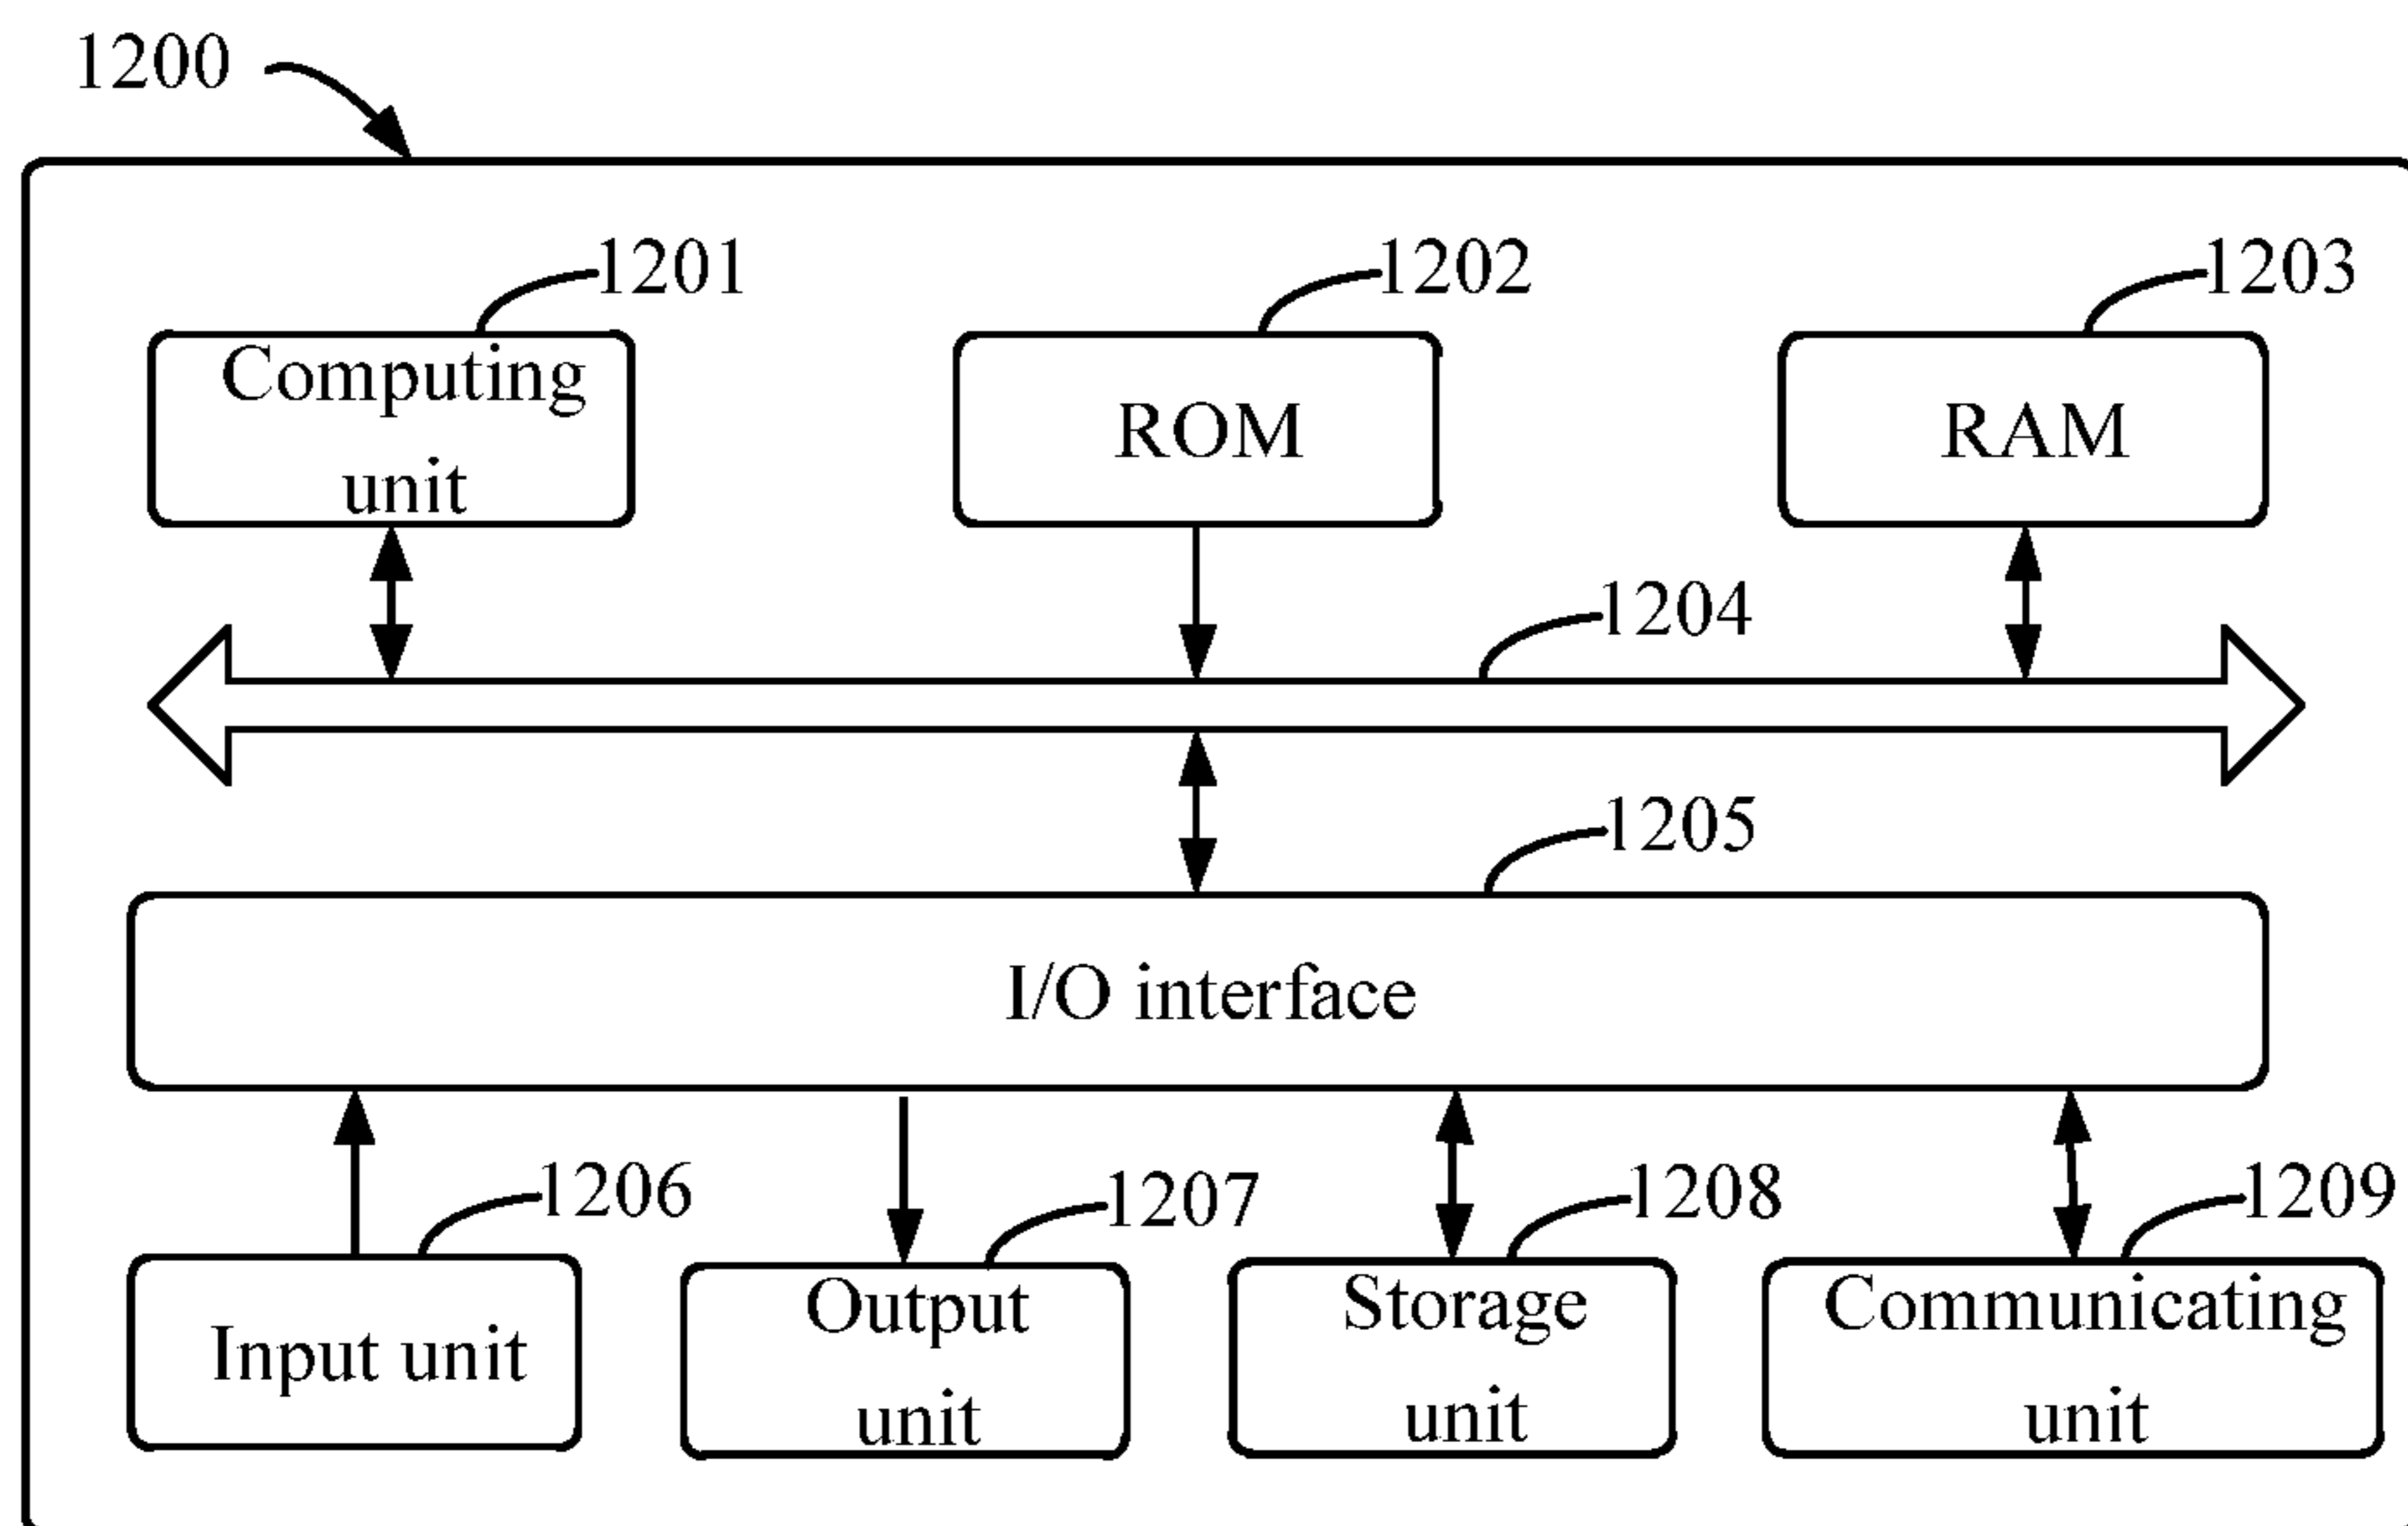 1200
1201
1202
1203
Computing
unit
ROM
RAM
1204
1205
I/O interface
1206
1207
1208
1209
Input unit
Output
unit
Storage
unit
Communicating
unit